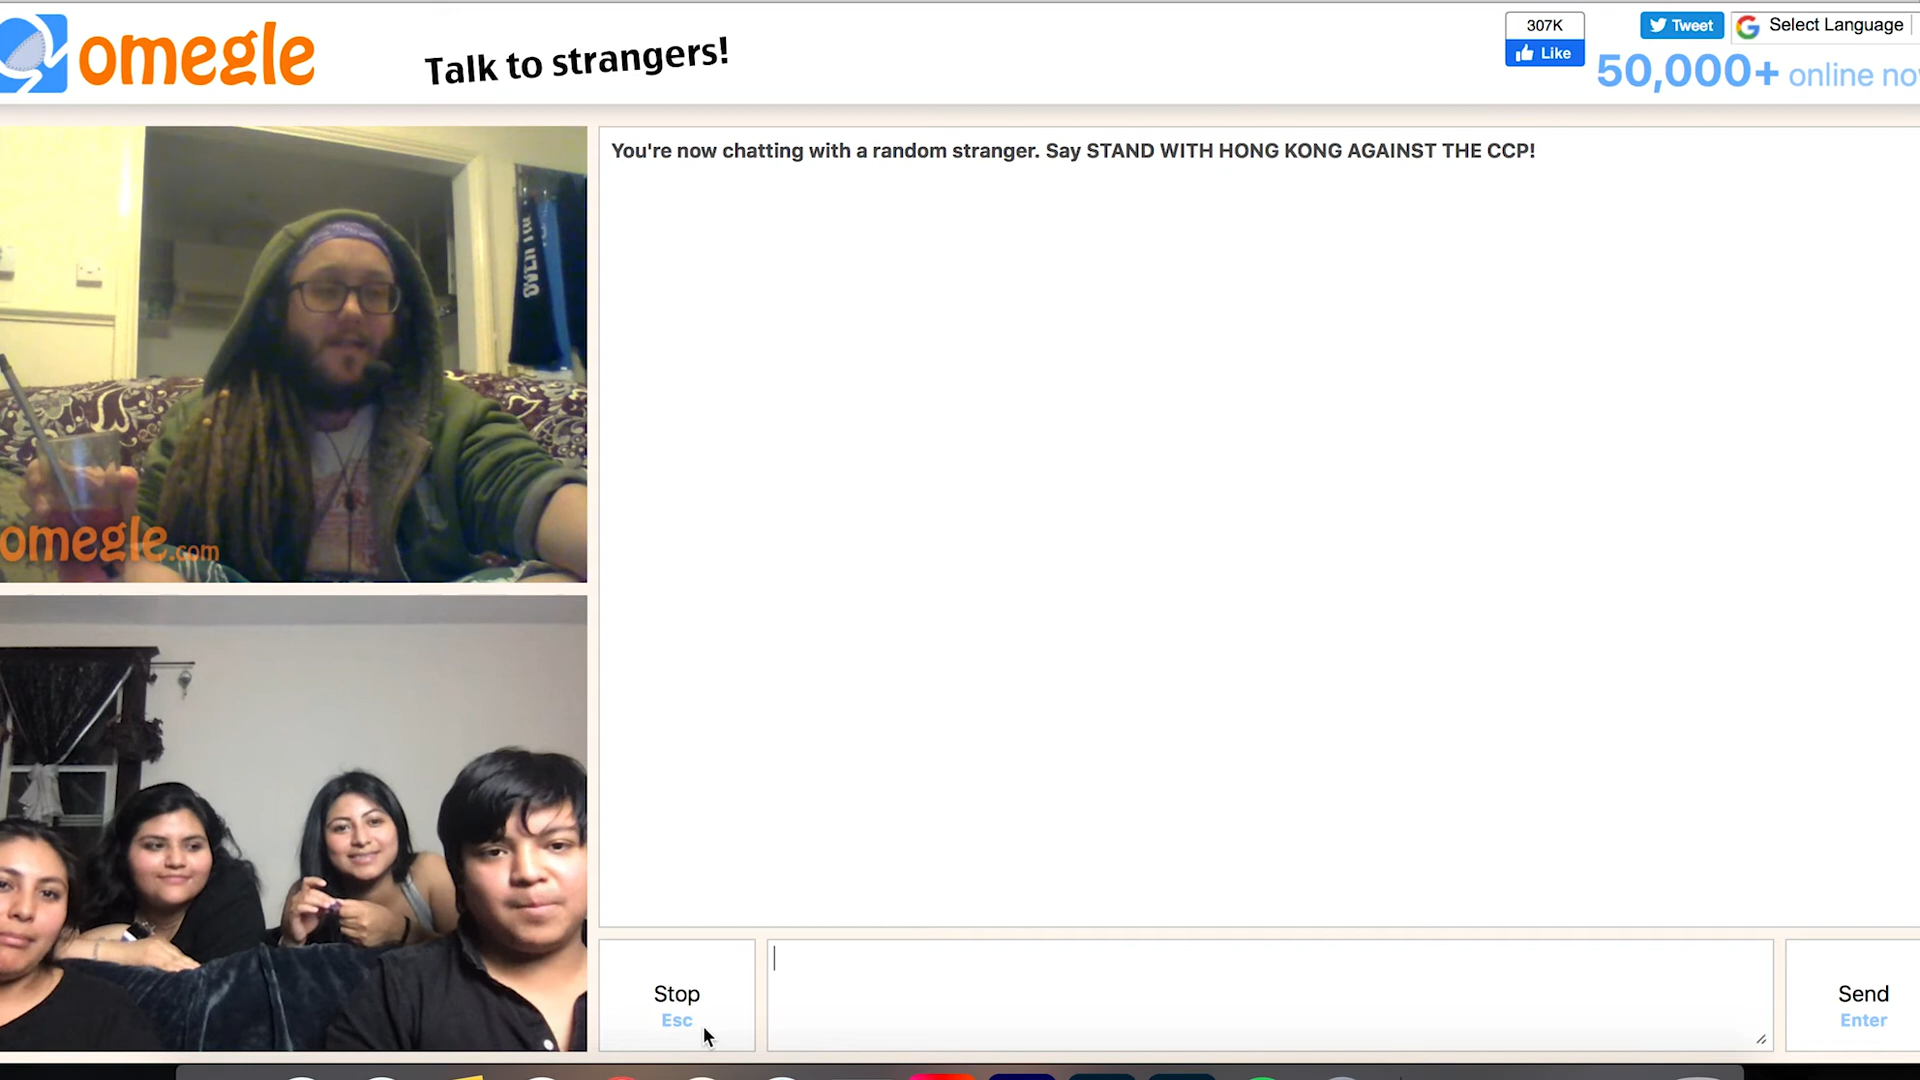 omegle
Talk to strangers!
307K
Like
Tweet
Select Language
50,000+ online no
You're now chatting with a random stranger. Say STAND WITH HONG KONG AGAINST THE CCP!
omegle.com
Stop
Esc
Send
Enter